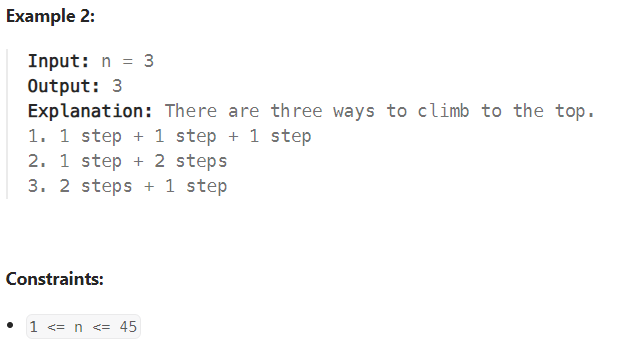 Example 2:
Input: n = 3
Output: 3
Explanation: There are three ways to climb to the top.
1. 1 step + 1 step + 1 step
2. 1 step + 2 steps
3. 2 steps + 1 step
Constraints:
• 1 <= n <= 45